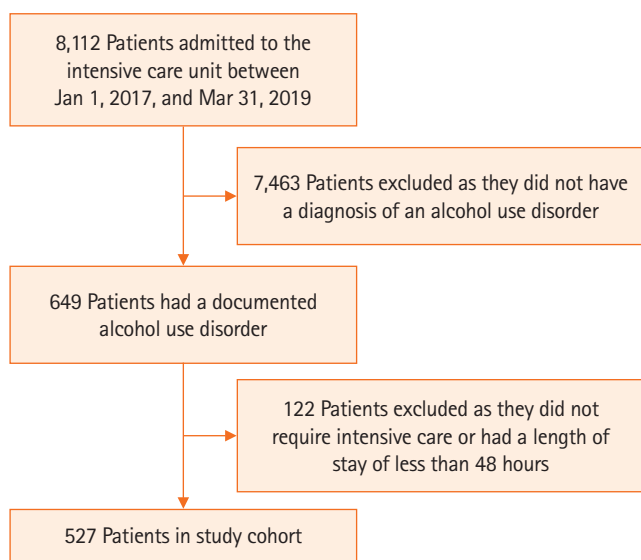 8,112 Patients admitted to the
intensive care unit between
Jan 1, 2017, and Mar 31, 2019
7,463 Patients excluded as they did not have
a diagnosis of an alcohol use disorder
649 Patients had a documented
alcohol use disorder
122 Patients excluded as they did not
require intensive care or had a length of
stay of less than 48 hours
527 Patients in study cohort